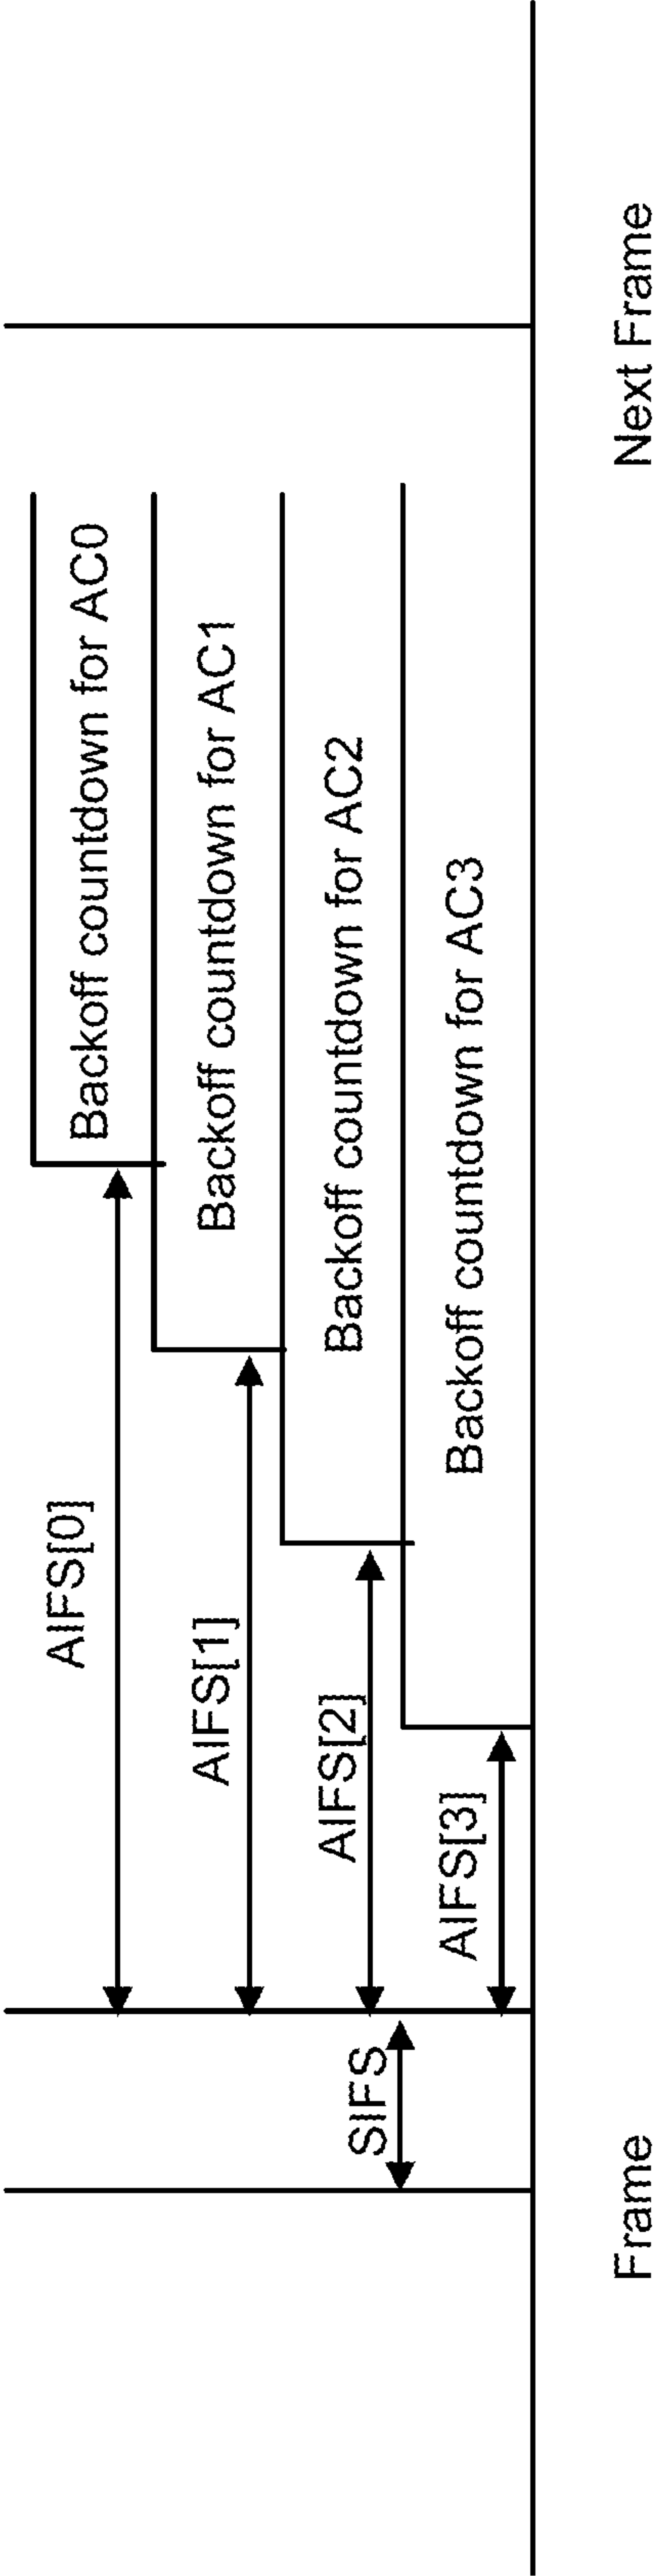 AIFS[0]
Backoff countdown for AC0
AIFS[1]
Backoff countdown for AC1
AIFS[2]
Backoff countdown for AC2
SIFS
AIFS[3]
Backoff countdown for AC3
Frame
Next Frame